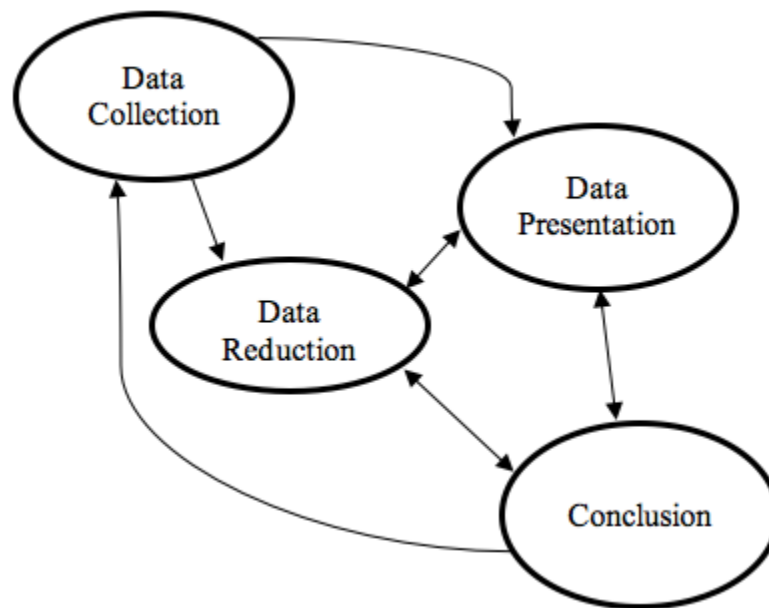 Data
Collection
Data
Presentation
Data
Reduction
Conclusion